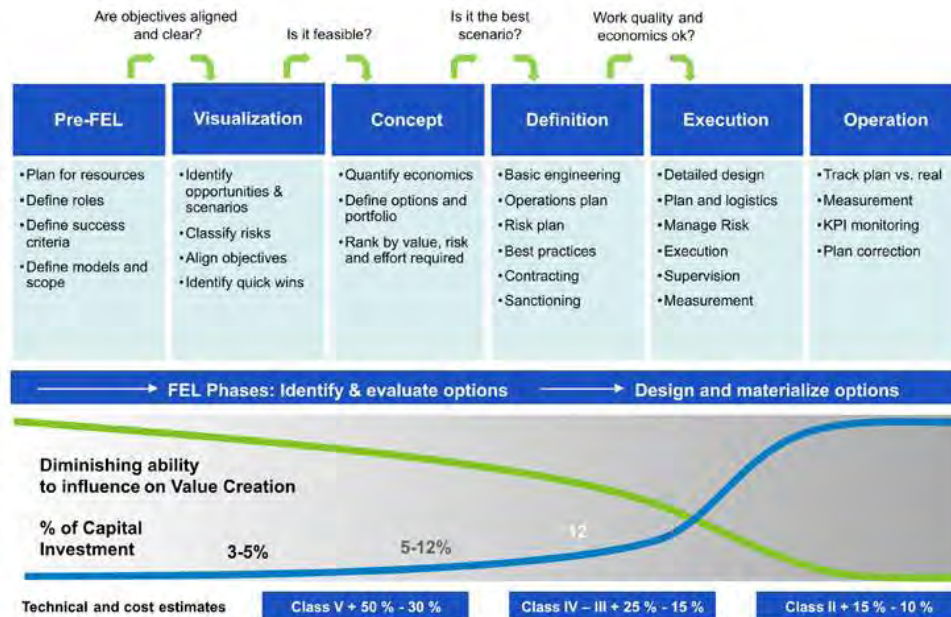 Are objectives aligned
and clear?
Is it feasible?
Is it the best
scenario?
Work quality and
economics ok?
Pre-FEL
Visualization
Concept
Definition
Execution
Operation
•Plan for resources
•Define roles
•Define success
criteria
•Define models and
scope
•Identify
opportunities &
scenarios
•Classify risks
•Align objectives
•Identify quick wins
•Quantify economics
•Define options and
portfolio
•Rank by value, risk
and effort required
•Basic engineering
•Operations plan
•Risk plan
•Best practices
•Contracting
•Sanctioning
•Detailed design
•Plan and logistics
•Manage Risk
•Execution
•Supervision
•Measurement
•Track plan vs. real
•Measurement
•KPI monitoring
•Plan correction
FEL Phases: Identify & evaluate options
Design and materialize options
Diminishing ability
to influence on Value Creation
% of Capital
Investment
3-5%
5-12%
12
Technical and cost estimates
Class V + 50 % - 30 %
Class IV – III + 25 % - 15 %
Class II + 15 % - 10 %